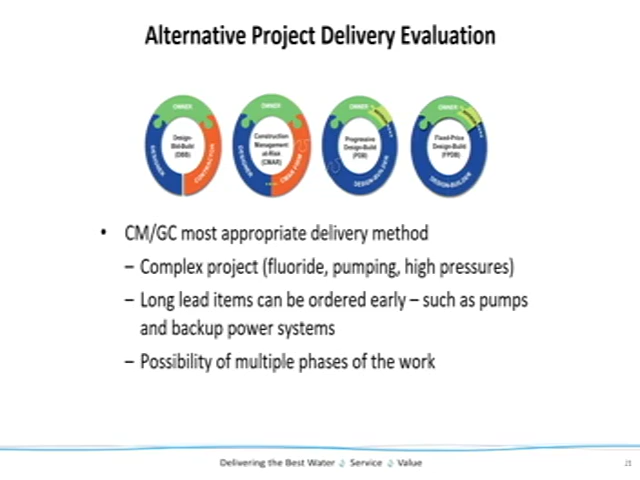 Alternative Project Delivery Evaluation
OWNER
DESIGNER
CONTRACTOR
Design-
Bid-Build
(DBB)
OWNER
DESIGNER
CMAR FIRM
Construction
Management
at-Risk
(CMAR)
OWNER
DESIGN-BUILDER
Progressive
Design-Build
(PDB)
OWNER
DESIGN-BUILDER
Fixed-Price
Design-Build
(FPDB)
• CM/GC most appropriate delivery method
– Complex project (fluoride, pumping, high pressures)
– Long lead items can be ordered early – such as pumps
and backup power systems
– Possibility of multiple phases of the work
Delivering the Best Water Service Value